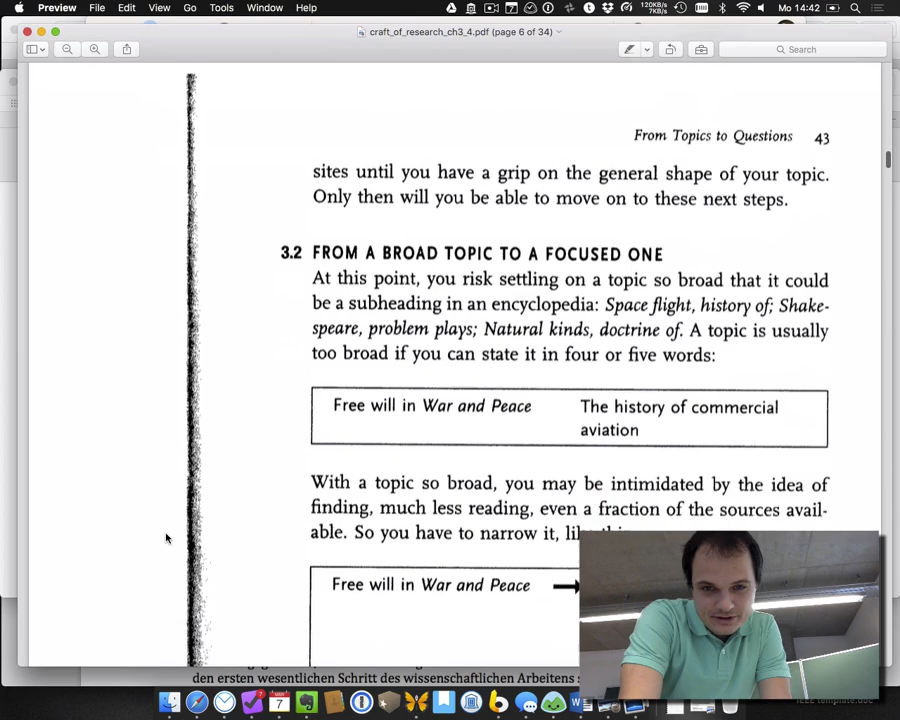 Preview File Edit View Go Tools Window Help
120KB/s
7KB/s
Mo 14:42
craft_of_research_ch3_4.pdf (page 6 of 34)
Search
From Topics to Questions 43
sites until you have a grip on the general shape of your topic.
Only then will you be able to move on to these next steps.
3.2 FROM A BROAD TOPIC TO A FOCUSED ONE
At this point, you risk settling on a topic so broad that it could
be a subheading in an encyclopedia: Space flight, history of; Shake-
speare, problem plays; Natural kinds, doctrine of. A topic is usually
too broad if you can state it in four or five words:
Free will in War and Peace The history of commercial
aviation
With a topic so broad, you may be intimidated by the idea of
finding, much less reading, even a fraction of the sources avail-
able. So you have to narrow it,
Free will in War and Peace
den ersten wesentlichen Schritt des wissenschaftlichen Arbeitens
7
IEEE template.doc